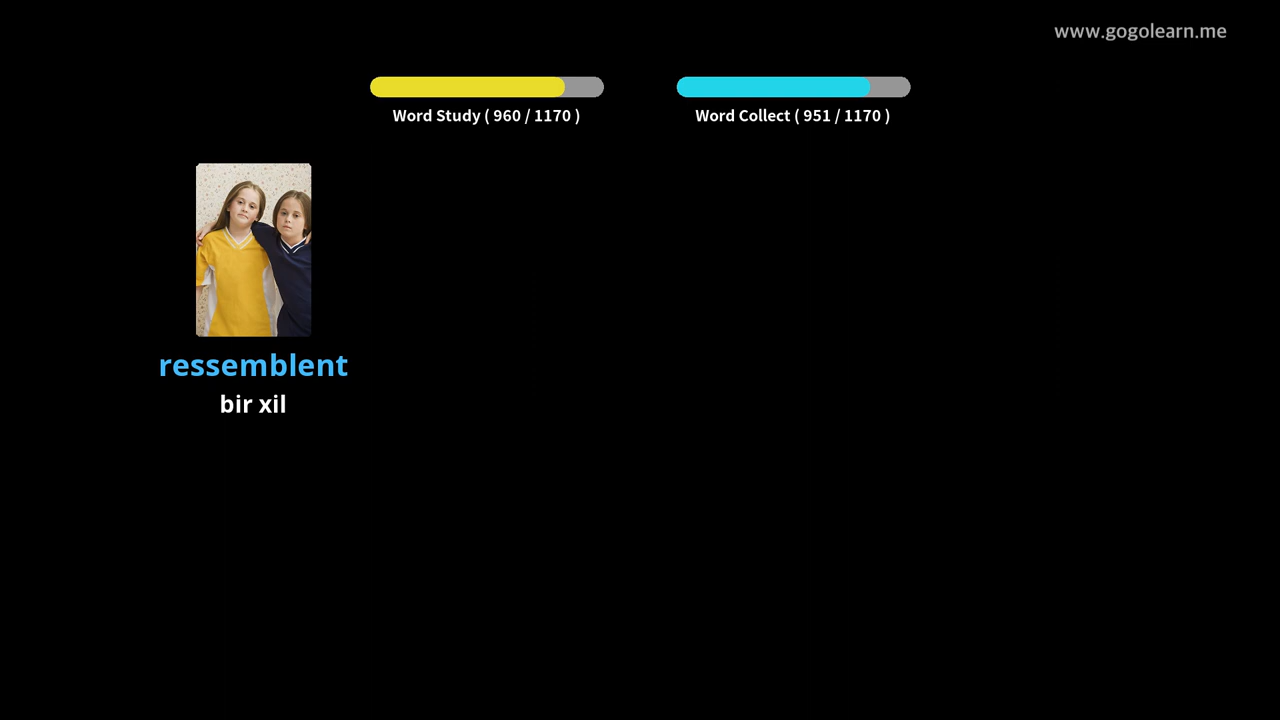 www.gogolearn.me
Word Study ( 960 / 1170 )
Word Collect ( 951 / 1170 )
ressemblent
bir xil